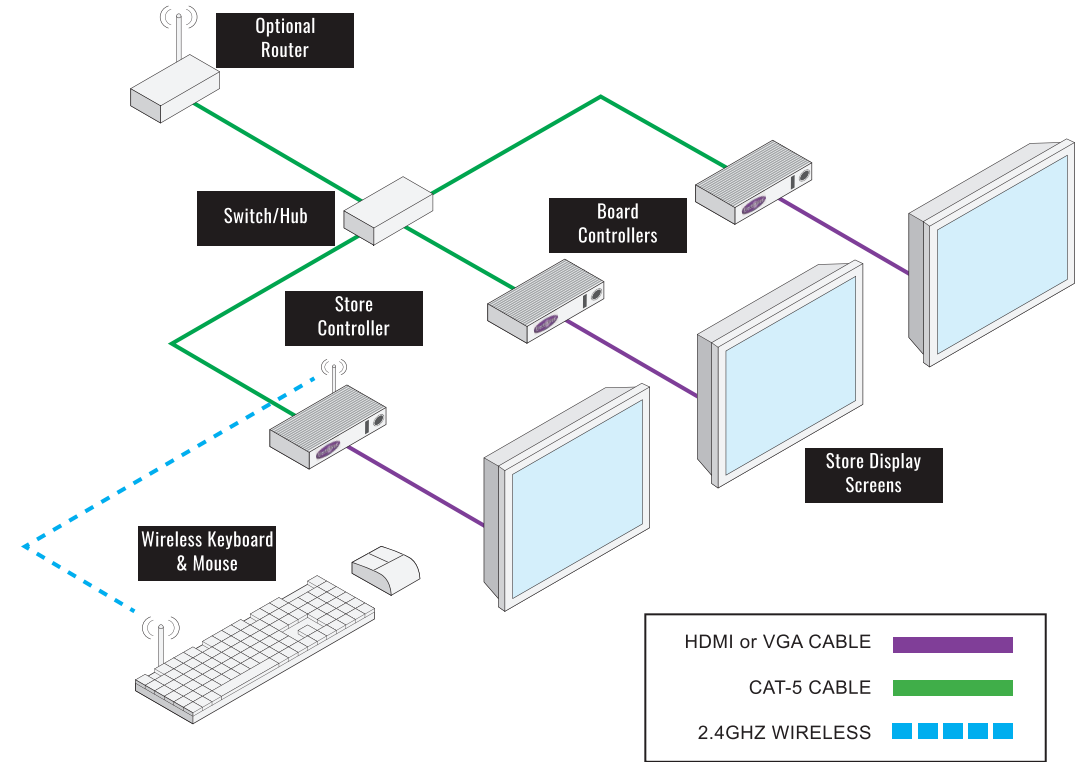 Optional
Router
Switch/Hub
Board
Controllers
Store
Controller
Store Display
Screens
Wireless Keyboard
& Mouse
HDMI or VGA CABLE
CAT-5 CABLE
2.4GHZ WIRELESS